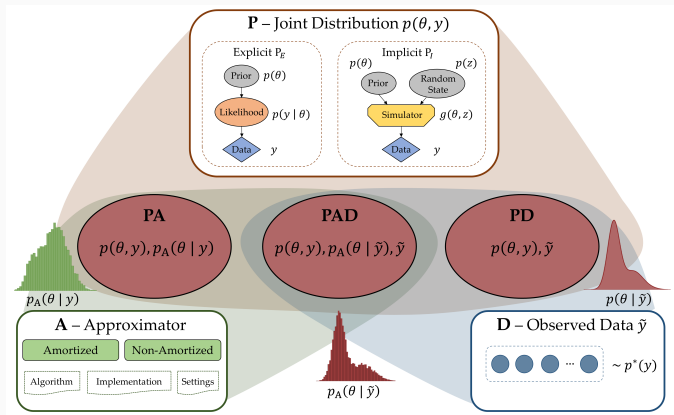 P – Joint Distribution p(θ, y)
Explicit P_E
Prior p(θ)
Likelihood p(y | θ)
Data y
Implicit P_I
p(θ) p(z)
Prior Random State
Simulator g(θ, z)
Data y
PA
p(θ, y), p_A(θ | y)
PAD
p(θ, y), p_A(θ | ỹ), ỹ
PD
p(θ, y), ỹ
p_A(θ | y)
p(θ | ỹ)
A – Approximator
Amortized Non-Amortized
Algorithm Implementation Settings
p_A(θ | ỹ)
D – Observed Data ỹ
... ~ p*(y)